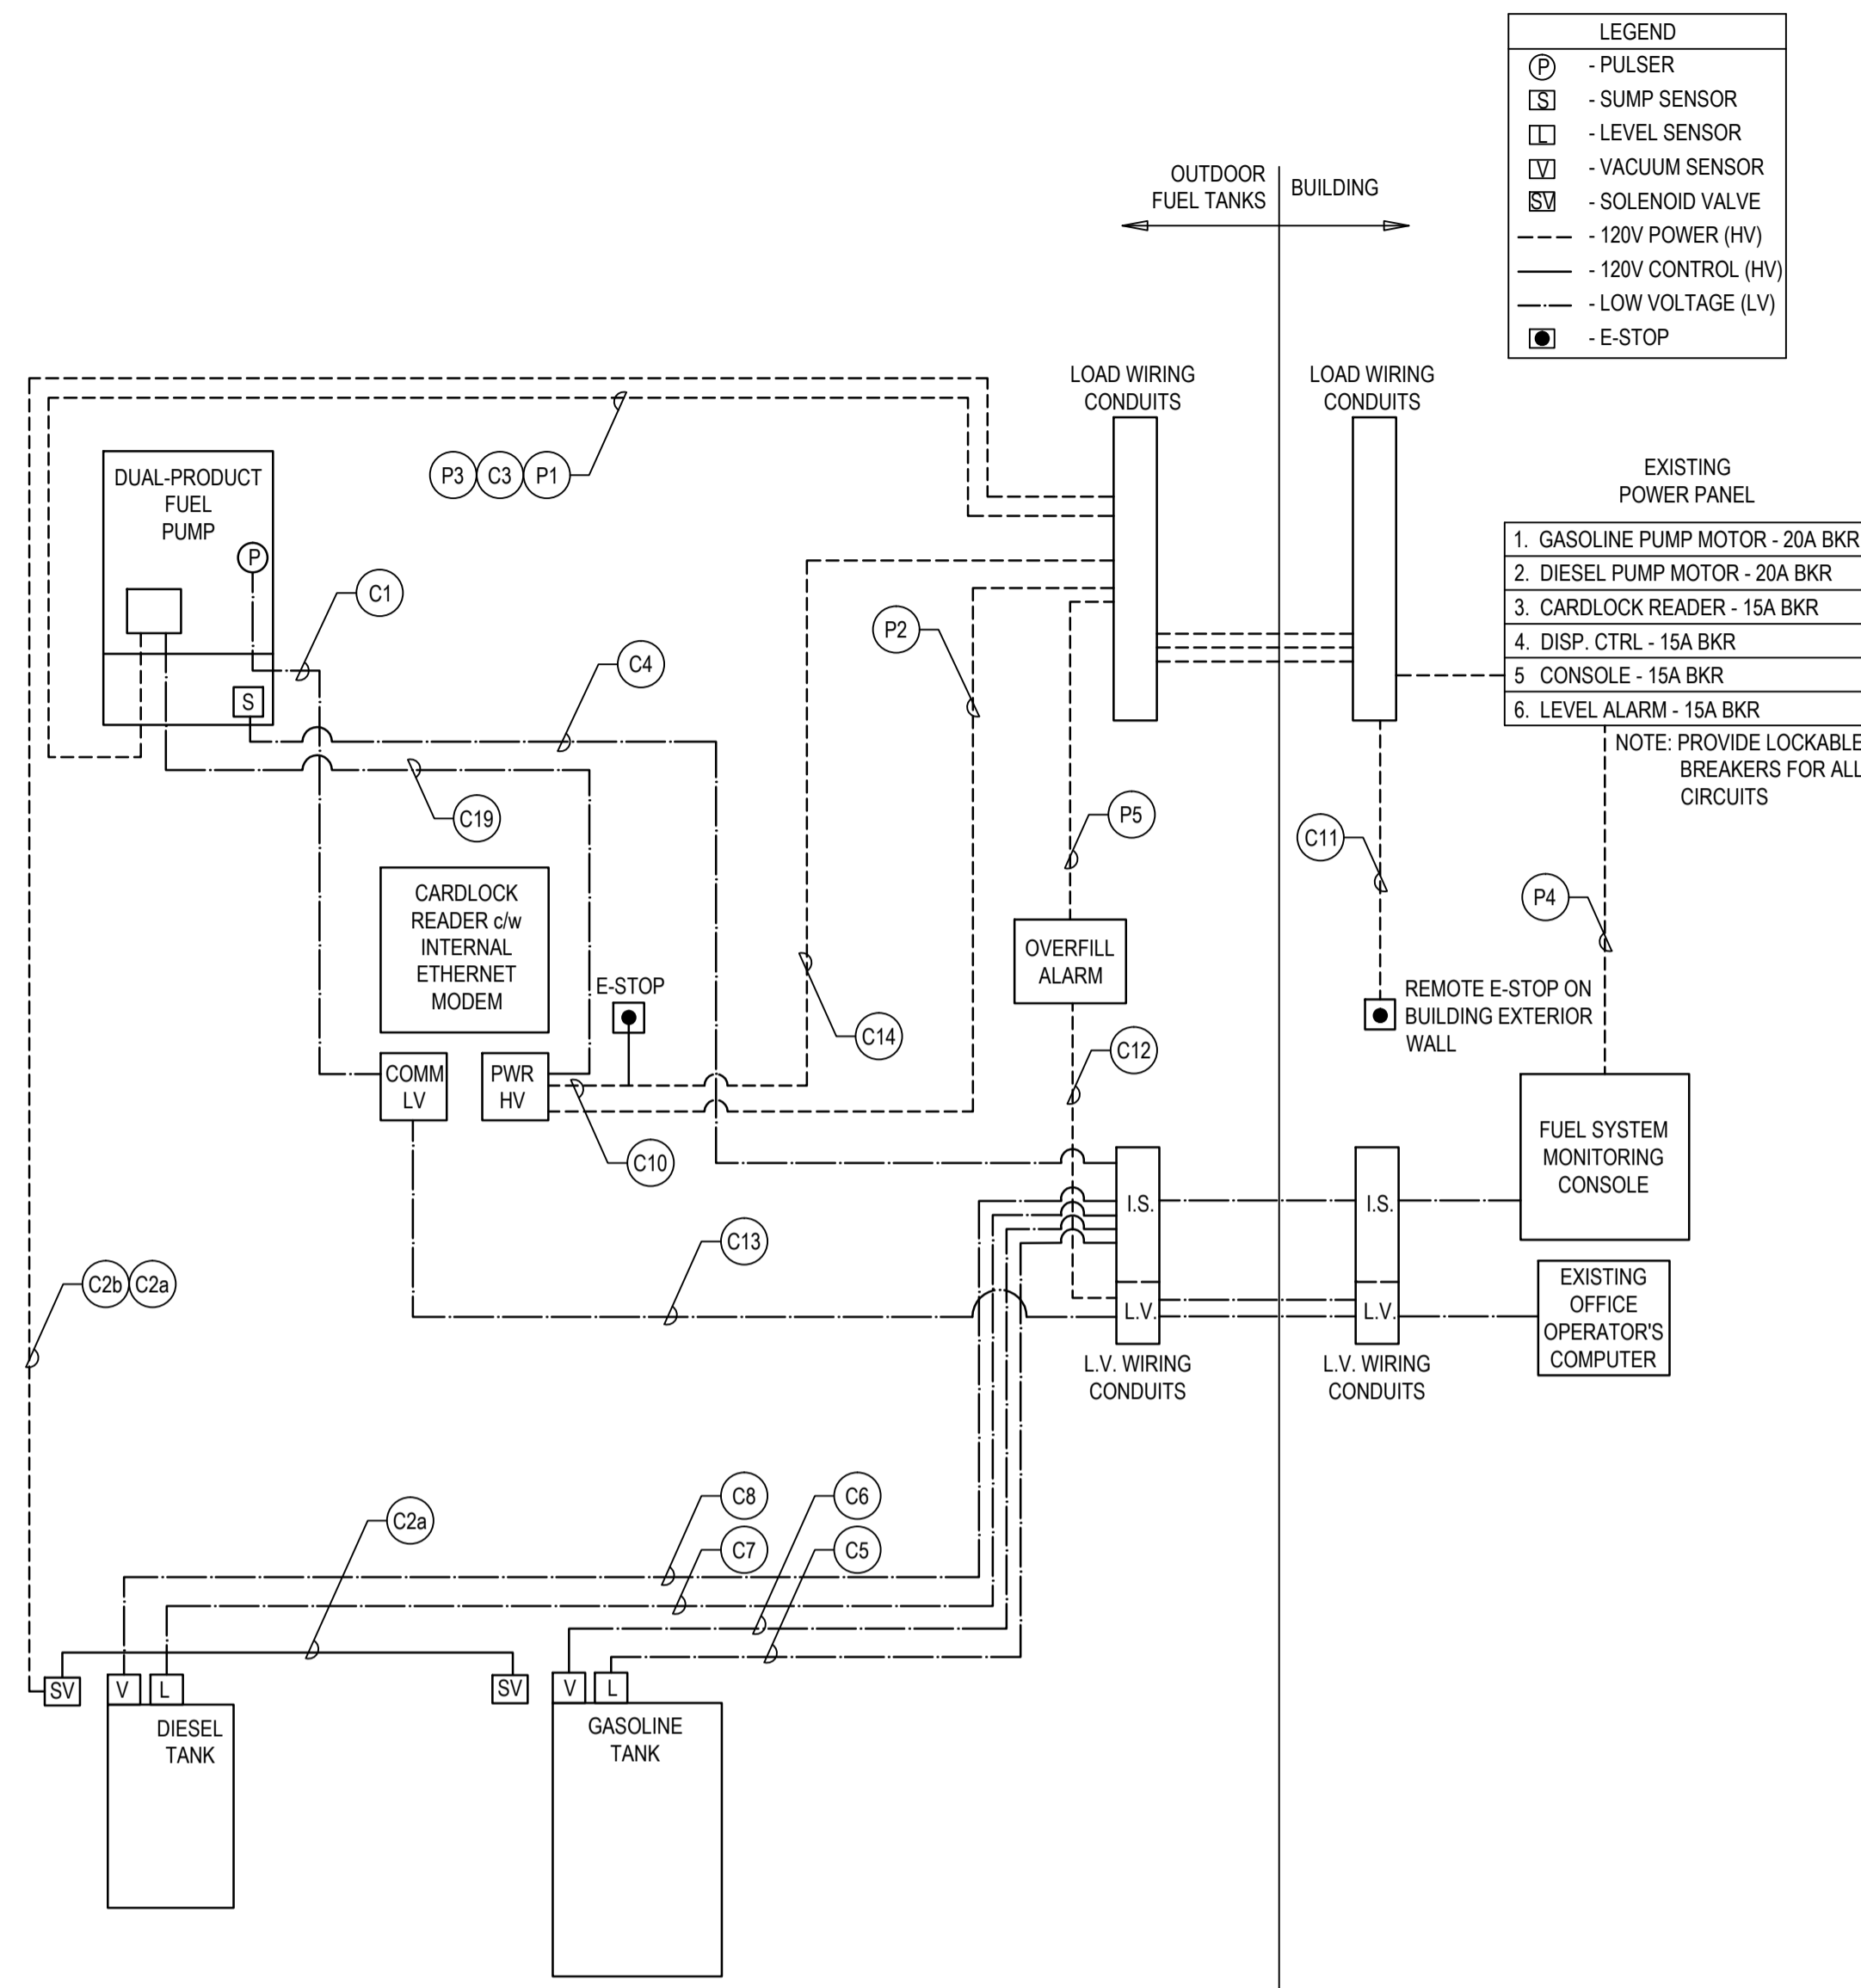 LEGEND
P - PULSER
S - SUMP SENSOR
L - LEVEL SENSOR
V - VACUUM SENSOR
SV - SOLENOID VALVE
- 120V POWER (HV)
- 120V CONTROL (HV)
- LOW VOLTAGE (LV)
- E-STOP
OUTDOOR
FUEL TANKS
BUILDING
LOAD WIRING
CONDUITS
LOAD WIRING
CONDUITS
EXISTING
POWER PANEL
1. GASOLINE PUMP MOTOR - 20A BKR
2. DIESEL PUMP MOTOR - 20A BKR
3. CARDLOCK READER - 15A BKR
4. DISP. CTRL - 15A BKR
5 CONSOLE - 15A BKR
6. LEVEL ALARM - 15A BKR
NOTE: PROVIDE LOCKABLE
BREAKERS FOR ALL
CIRCUITS
DUAL-PRODUCT
FUEL
PUMP
P
S
P3 C3 P1
C1
C4
P2
C19
P5
C11
P4
CARDLOCK
READER c/w
INTERNAL
ETHERNET
MODEM
E-STOP
OVERFILL
ALARM
REMOTE E-STOP ON
BUILDING EXTERIOR
WALL
C14
C12
COMM
LV
PWR
HV
C10
FUEL SYSTEM
MONITORING
CONSOLE
I.S.
I.S.
C13
C2b C2a
L.V.
L.V.
EXISTING
OFFICE
OPERATOR'S
COMPUTER
L.V. WIRING
CONDUITS
L.V. WIRING
CONDUITS
C8
C6
C2a
C7
C5
SV
V
L
SV
V
L
DIESEL
TANK
GASOLINE
TANK